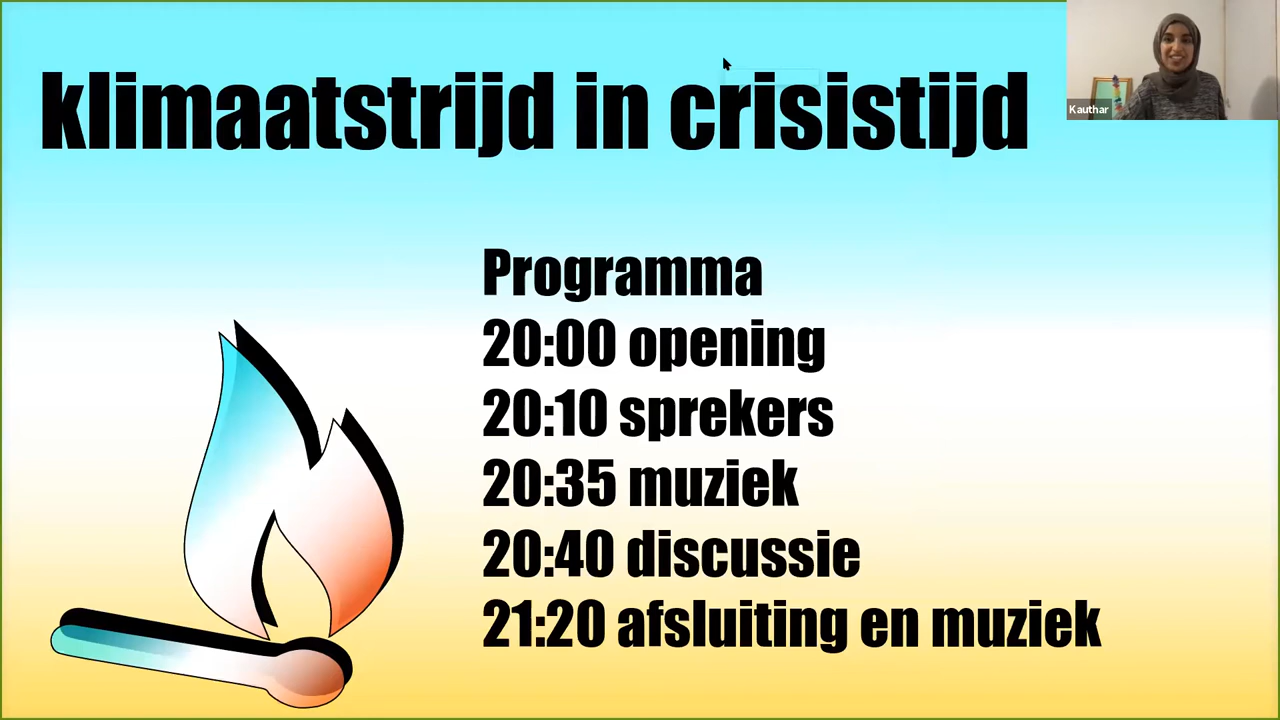 klimaatstrijd in crisistijd
Kauthar
Programma
20:00 opening
20:10 sprekers
20:35 muziek
20:40 discussie
21:20 afsluiting en muziek